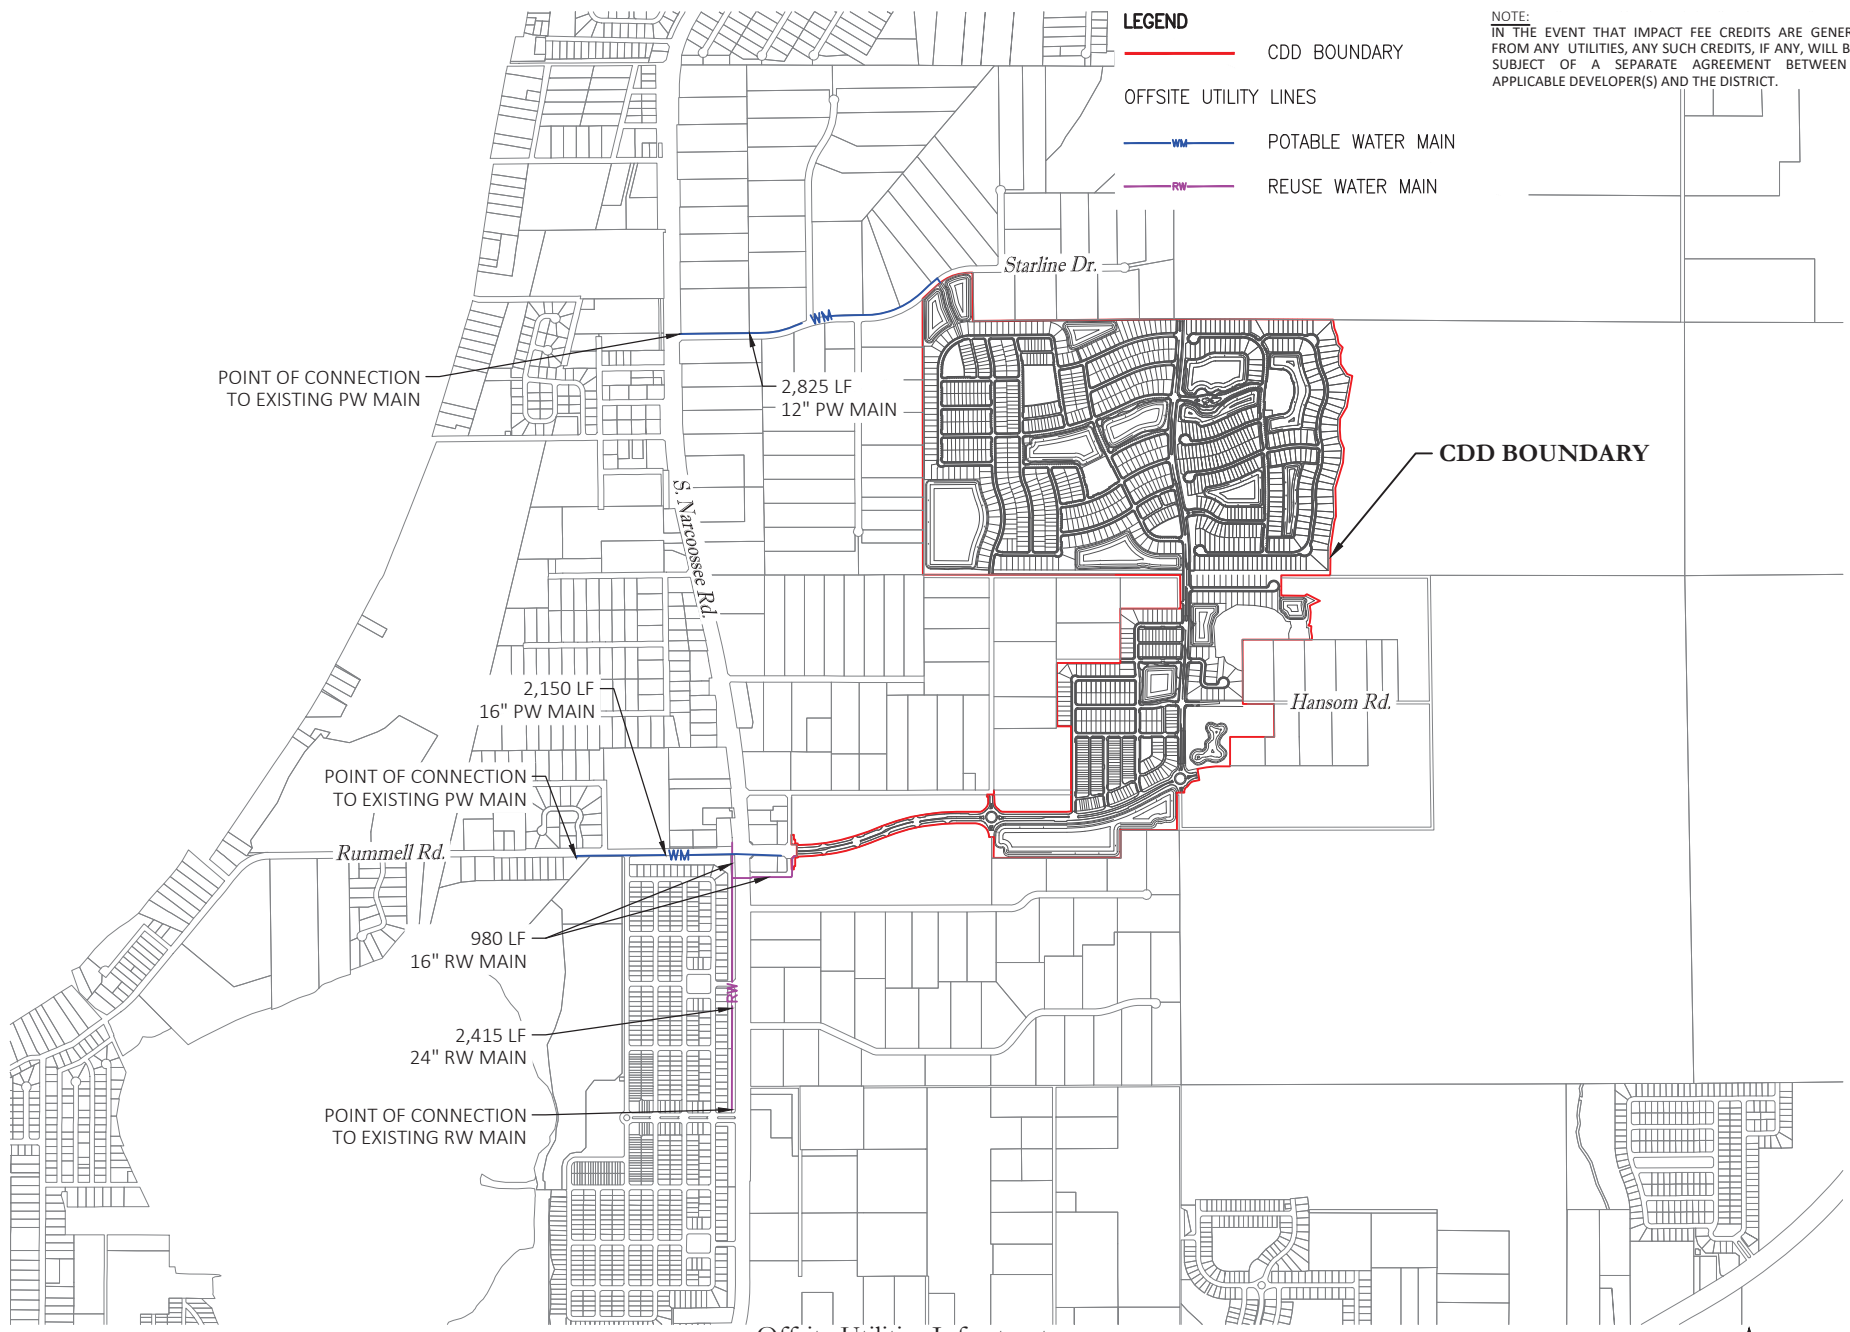 LEGEND
CDD BOUNDARY
OFFSITE UTILITY LINES
WM
POTABLE WATER MAIN
RW
REUSE WATER MAIN
NOTE:
IN THE EVENT THAT IMPACT FEE CREDITS ARE GENER
FROM ANY UTILITIES, ANY SUCH CREDITS, IF ANY, WILL B
SUBJECT OF A SEPARATE AGREEMENT BETWEEN
APPLICABLE DEVELOPER(S) AND THE DISTRICT.
Starline Dr.
WM
POINT OF CONNECTION
TO EXISTING PW MAIN
2,825 LF
12" PW MAIN
CDD BOUNDARY
S. Narcoossee Rd.
2,150 LF
16" PW MAIN
Hansom Rd.
POINT OF CONNECTION
TO EXISTING PW MAIN
Rummell Rd.
WM
980 LF
16" RW MAIN
RW
2,415 LF
24" RW MAIN
POINT OF CONNECTION
TO EXISTING RW MAIN